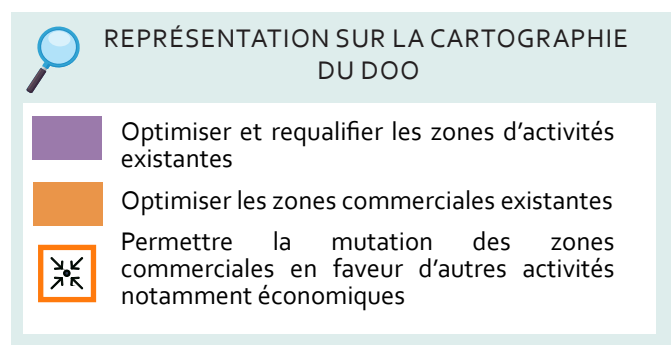 REPRÉSENTATION SUR LA CARTOGRAPHIE
DU DOO
Optimiser et requalifier les zones d’activités
existantes
Optimiser les zones commerciales existantes
Permettre la mutation des zones
commerciales en faveur d’autres activités
notamment économiques